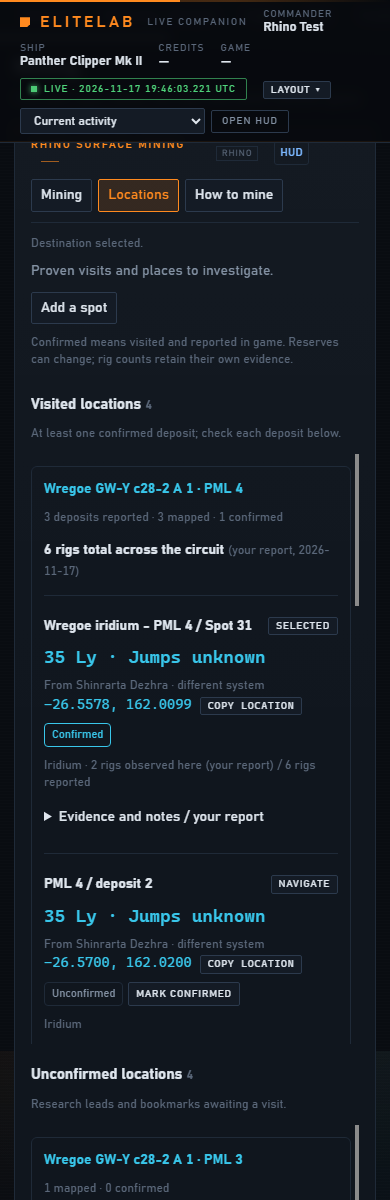 ELITELAB LIVE COMPANION
COMMANDER
Rhino Test
SHIP
Panther Clipper Mk II
CREDITS
—
GAME
—
LIVE · 2026-11-17 19:46:03.221 UTC
LAYOUT ▾
Current activity
OPEN HUD
RHINO SURFACE MINING
RHINO
HUD
Mining
Locations
How to mine
Destination selected.
Proven visits and places to investigate.
Add a spot
Confirmed means visited and reported in game. Reserves
can change; rig counts retain their own evidence.
Visited locations 4
At least one confirmed deposit; check each deposit below.
Wregoe GW-Y c28-2 A 1 · PML 4
3 deposits reported · 3 mapped · 1 confirmed
6 rigs total across the circuit (your report, 2026-
11-17)
Wregoe iridium – PML 4 / Spot 31
SELECTED
35 Ly · Jumps unknown
From Shinrarta Dezhra · different system
-26.5578, 162.0099
COPY LOCATION
Confirmed
Iridium · 2 rigs observed here (your report) / 6 rigs
reported
▶ Evidence and notes / your report
PML 4 / deposit 2
NAVIGATE
35 Ly · Jumps unknown
From Shinrarta Dezhra · different system
-26.5700, 162.0200
COPY LOCATION
Unconfirmed
MARK CONFIRMED
Iridium
Unconfirmed locations 4
Research leads and bookmarks awaiting a visit.
Wregoe GW-Y c28-2 A 1 · PML 3
1 mapped · 0 confirmed